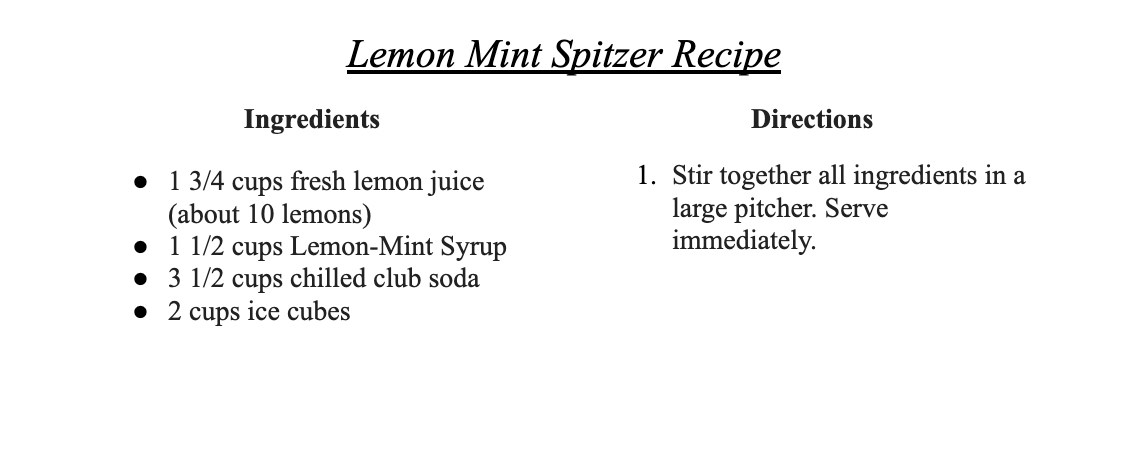 Lemon Mint Spitzer Recipe
Ingredients
● 1 3/4 cups fresh lemon juice
(about 10 lemons)
● 1 1/2 cups Lemon-Mint Syrup
● 3 1/2 cups chilled club soda
● 2 cups ice cubes
Directions
1. Stir together all ingredients in a
large pitcher. Serve
immediately.